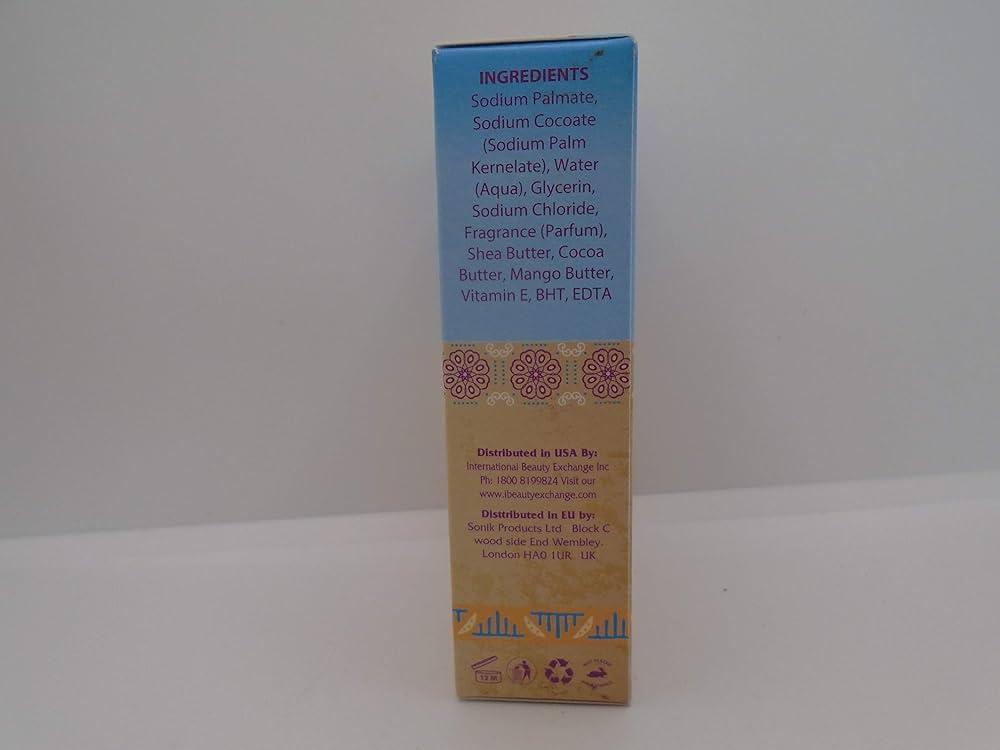 INGREDIENTS
Sodium Palmate,
Sodium Cocoate
(Sodium Palm
Kernelate), Water
(Aqua), Glycerin,
Sodium Chloride,
Fragrance (Parfum),
Shea Butter, Cocoa
Butter, Mango Butter,
Vitamin E, BHT, EDTA
Distributed in USA By:
International Beauty Exchange Inc
Ph: 1800 8199824 Visit our
www.ibeautyexchange.com
Disttributed in EU by:
Sonik Products Ltd Block C
wood side End Wembley.
London HA0 1UR UK
12 M